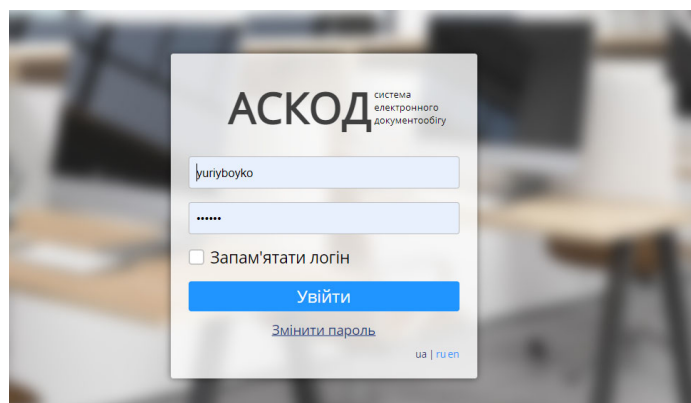 АСКОД
система
електронного
документообігу
yuriyboyko
••••••
Запам'ятати логін
Увійти
Змінити пароль
ua | ru en